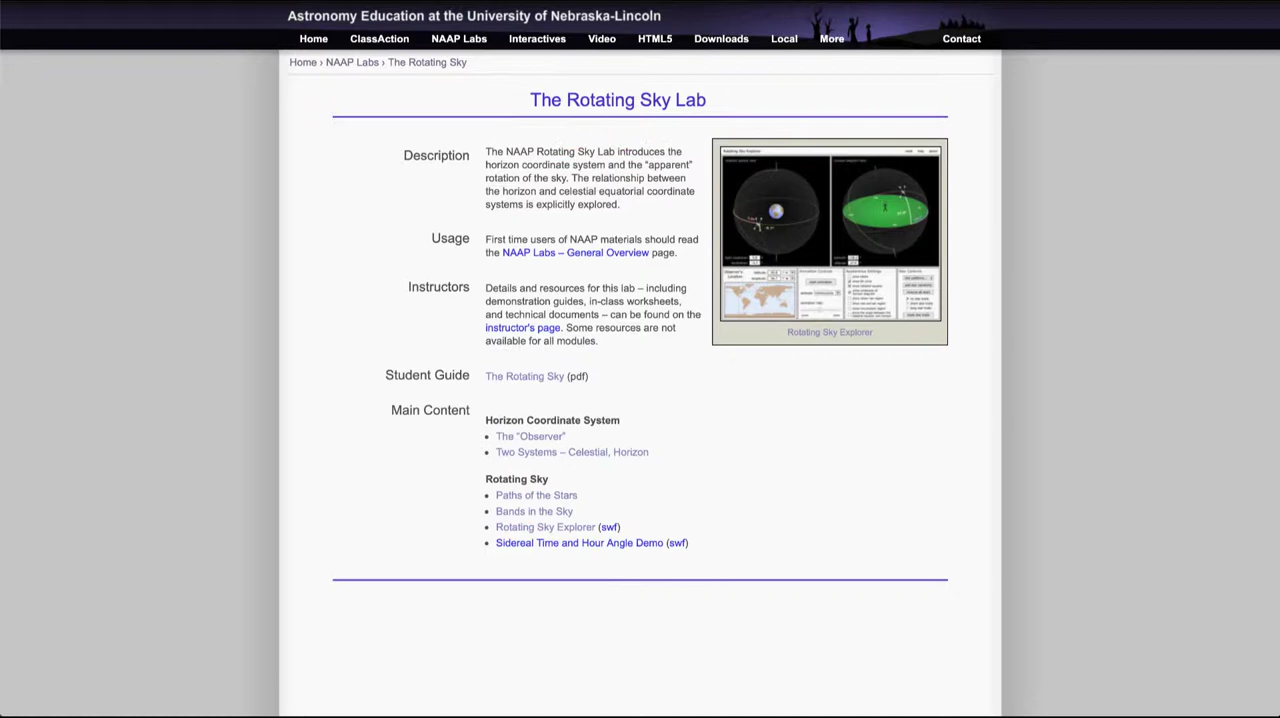 Astronomy Education at the University of Nebraska-Lincoln
Home ClassAction NAAP Labs Interactives Video HTML5 Downloads Local More Contact
Home › NAAP Labs › The Rotating Sky
The Rotating Sky Lab
Description
The NAAP Rotating Sky Lab introduces the
horizon coordinate system and the “apparent”
rotation of the sky. The relationship between
the horizon and celestial equatorial coordinate
systems is explicitly explored.
Rotating Sky Explorer
Usage
First time users of NAAP materials should read
the NAAP Labs – General Overview page.
Instructors
Details and resources for this lab – including
demonstration guides, in-class worksheets,
and technical documents – can be found on the
instructor's page. Some resources are not
available for all modules.
Student Guide
The Rotating Sky (pdf)
Main Content
Horizon Coordinate System
• The “Observer”
• Two Systems – Celestial, Horizon
Rotating Sky
• Paths of the Stars
• Bands in the Sky
• Rotating Sky Explorer (swf)
• Sidereal Time and Hour Angle Demo (swf)